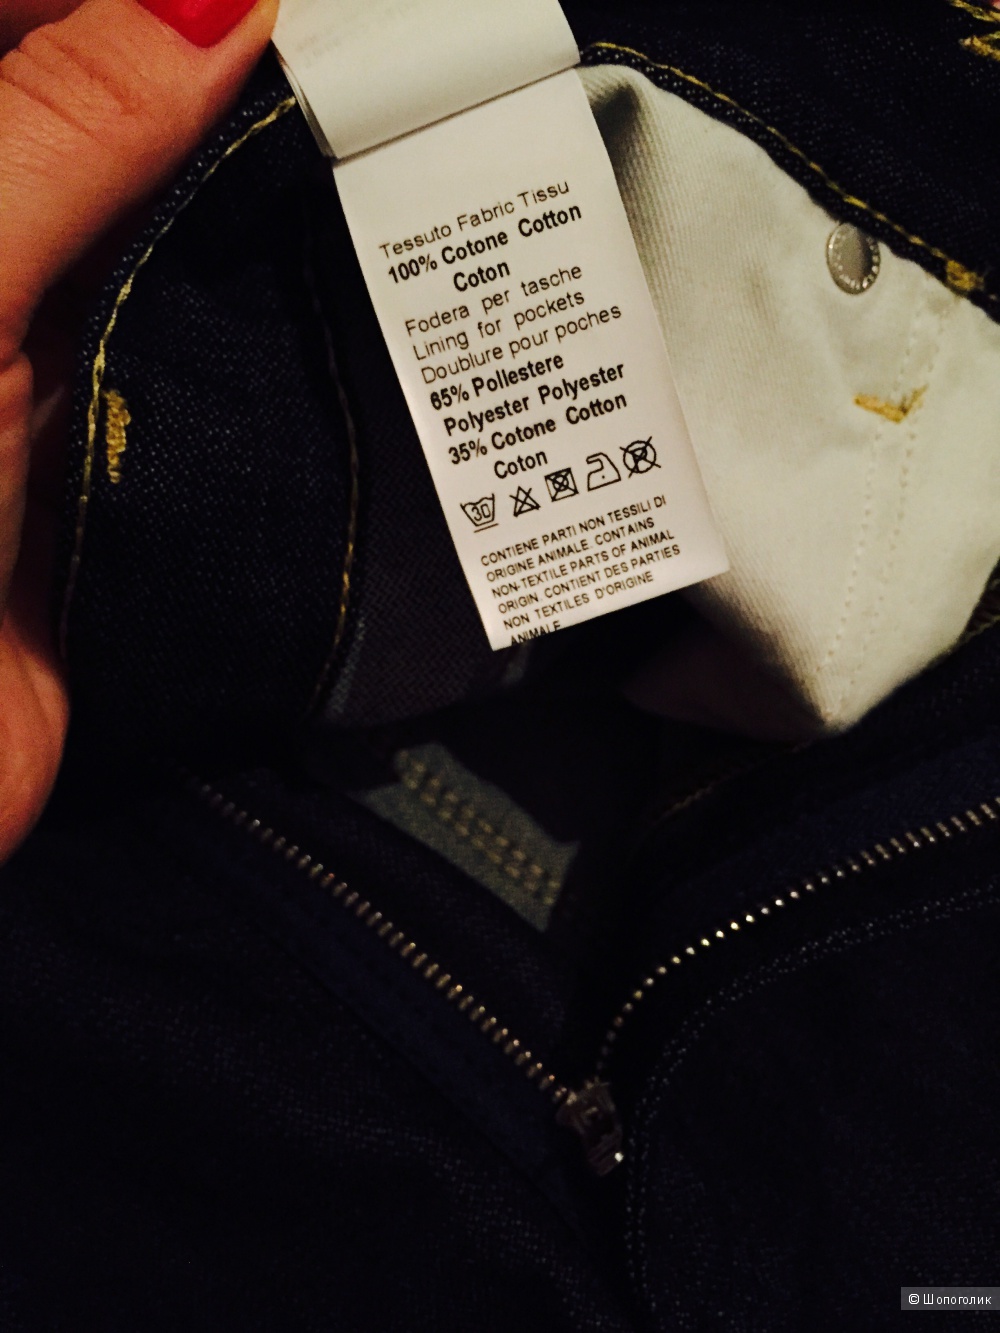 Tessuto Fabric Tissu
100% Cotone Cotton
Coton
Fodera per tasche
Lining for pockets
Doublure pour poches
65% Poliestere
Polyester Polyester
35% Cotone Cotton
Coton
30
P
CONTIENE PARTI NON TESSILI DI
ORIGINE ANIMALE. CONTAINS
NON-TEXTILE PARTS OF ANIMAL
ORIGIN. CONTIENT DES PARTIES
NON TEXTILES D'ORIGINE
ANIMALE
© Шопоголик